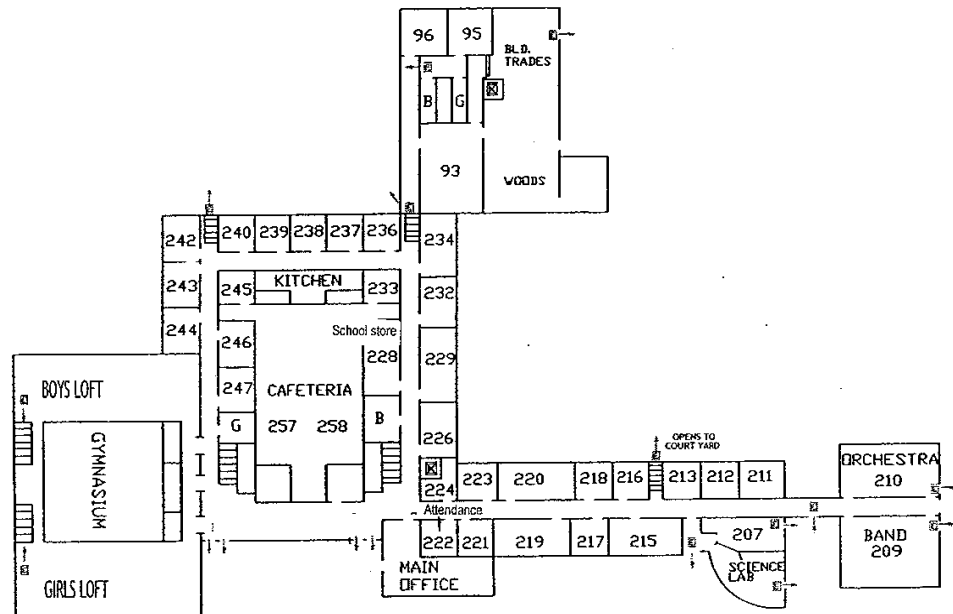 96
95
BLD.
TRADES
B
G
93
WOODS
242
240
239
238
237
236
234
243
245
KITCHEN
233
232
244
246
School store
228
229
BOYS LOFT
247
CAFETERIA
G
257
258
B
226
GYMNASIUM
OPENS TO
COURT YARD
224
223
220
218
216
213
212
211
ORCHESTRA
210
Attendance
222
221
219
217
215
207
BAND
209
MAIN
OFFICE
SCIENCE
LAB
GIRLS LOFT